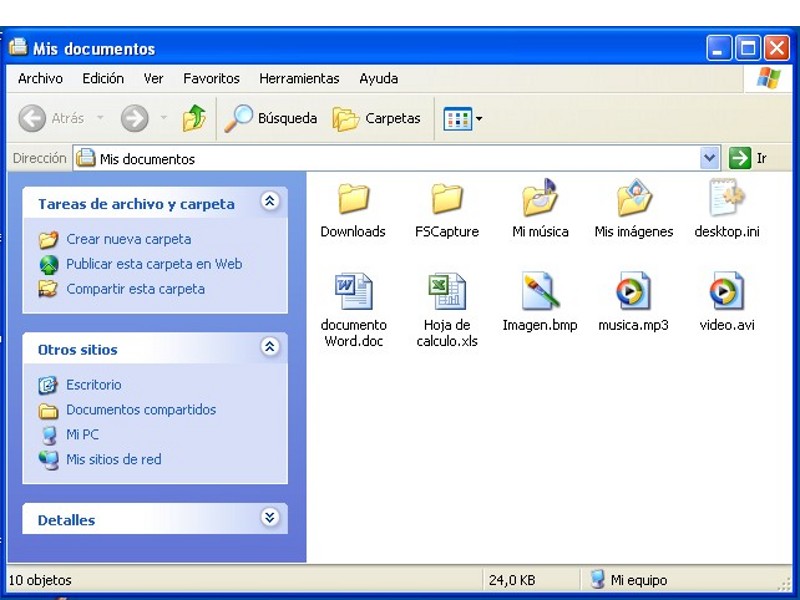 Mis documentos
Archivo Edición Ver Favoritos Herramientas Ayuda
Atrás Búsqueda Carpetas
Dirección Mis documentos Ir
Tareas de archivo y carpeta
Crear nueva carpeta
Publicar esta carpeta en Web
Compartir esta carpeta
Otros sitios
Escritorio
Documentos compartidos
Mi PC
Mis sitios de red
Detalles
Downloads FSCapture Mi música Mis imágenes desktop.ini
documento Hoja de Imagen.bmp musica.mp3 video.avi
Word.doc calculo.xls
10 objetos 24,0 KB Mi equipo